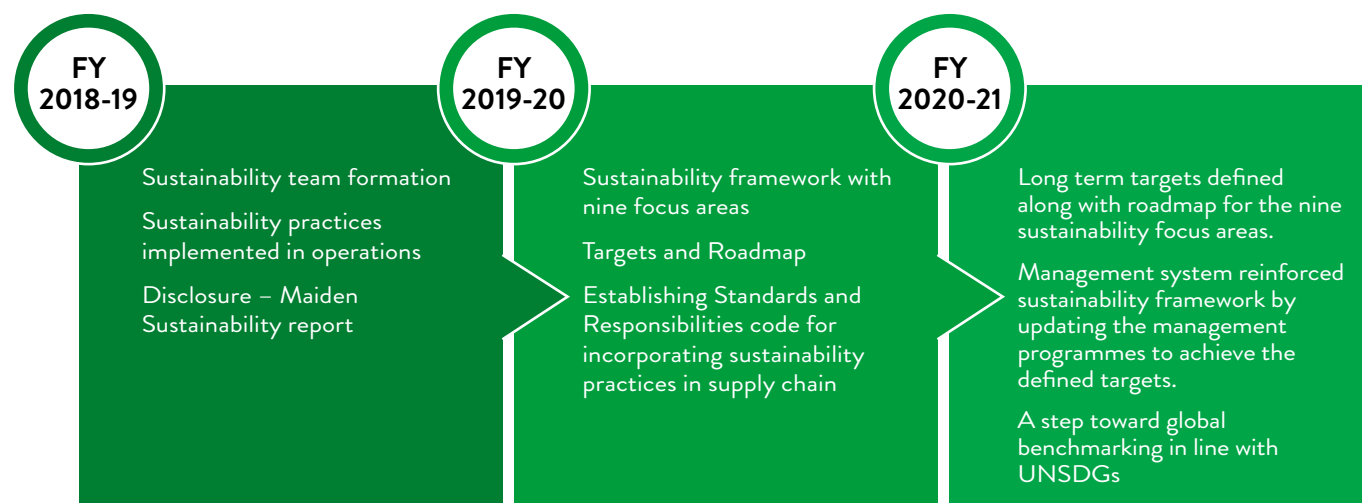 FY
2018-19
Sustainability team formation
Sustainability practices
implemented in operations
Disclosure – Maiden
Sustainability report
FY
2019-20
Sustainability framework with
nine focus areas
Targets and Roadmap
Establishing Standards and
Responsibilities code for
incorporating sustainability
practices in supply chain
FY
2020-21
Long term targets defined
along with roadmap for the nine
sustainability focus areas.
Management system reinforced
sustainability framework by
updating the management
programmes to achieve the
defined targets.
A step toward global
benchmarking in line with
UNSDGs